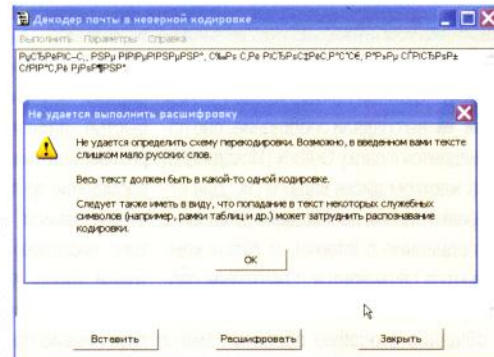 Декодер почты в неверной кодировке
Выполнить Параметры Справка
Не удается выполнить расшифровку
Не удается определить схему перекодировки. Возможно, в введенном вами тексте
слишком мало русских слов.
Весь текст должен быть в какой-то одной кодировке.
Следует также иметь в виду, что попадание в текст некоторых служебных
символов (например, рамки таблиц и др.) может затруднить распознавание
кодировки.
OK
Вставить Расшифровать Закрыть